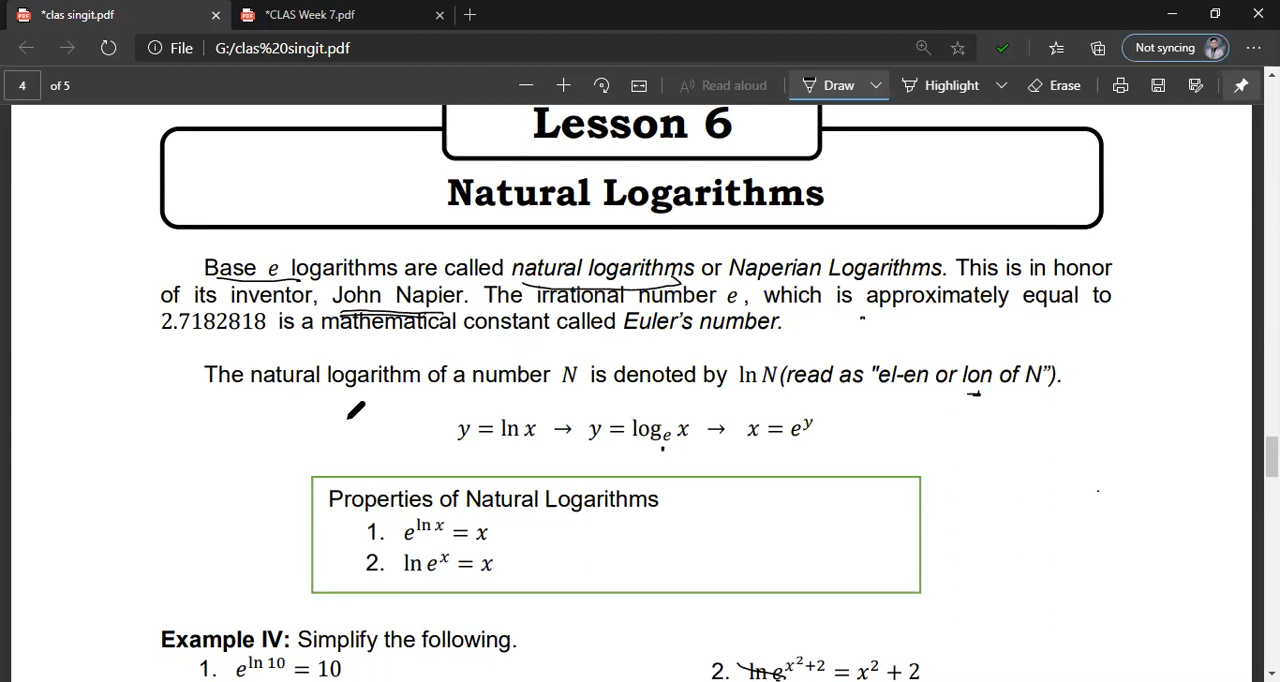 *clas singit.pdf
*CLAS Week 7.pdf
File
G:/clas%20singit.pdf
Not syncing
4 of 5
Read aloud
Draw
Highlight
Erase
Lesson 6
Natural Logarithms
Base e logarithms are called natural logarithms or Naperian Logarithms. This is in honor
of its inventor, John Napier. The irrational number e, which is approximately equal to
2.7182818 is a mathematical constant called Euler's number.
The natural logarithm of a number N is denoted by ln N(read as "el-en or lon of N").
y = ln x → y = logₑ x → x = e^y
Properties of Natural Logarithms
1. e^{ln x} = x
2. ln e^x = x
Example IV: Simplify the following.
1. e^{ln 10} = 10
2. ln e^{x²+2} = x² + 2